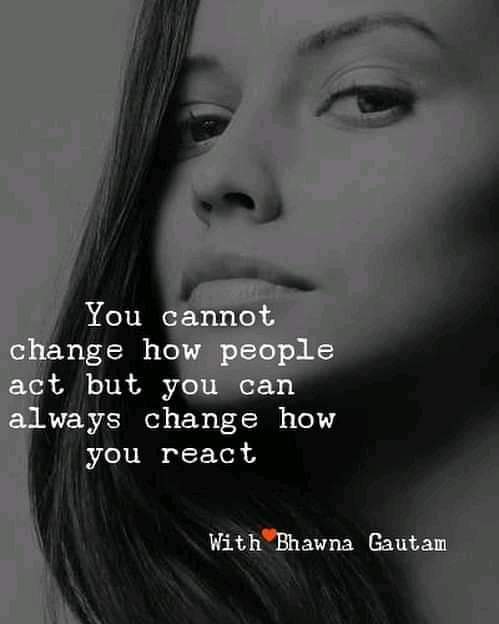 You cannot
change how people
act but you can
always change how
you react
With Bhawna Gautam